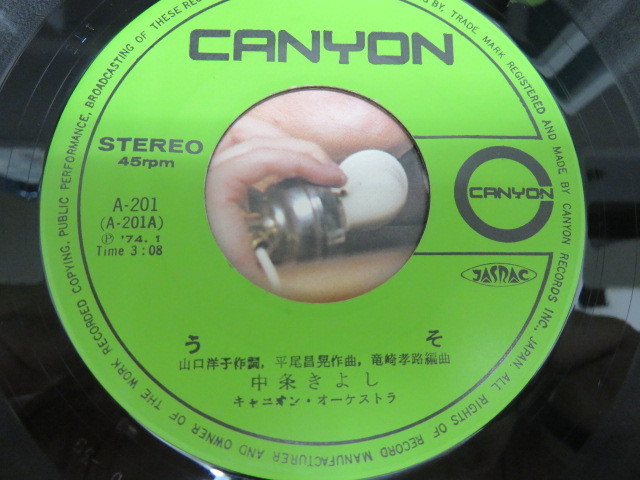 CANYON
STEREO
45rpm
A-201
(A-201A)
Ⓟ '74.1
Time 3:08
CANYON
JASRAC
うそ
山口洋子作詞, 平尾昌晃作曲, 竜崎孝路編曲
中条きよし
キャニオン・オーケストラ
BY. TRADE MARK REGISTERED AND MADE BY CANYON RECORDS INC., JAPAN. ALL RIGHTS OF RECORD MANUFACTURER AND OWNER OF THE WORK RECORDED COPYING, PUBLIC PERFORMANCE, BROADCASTING OF THESE